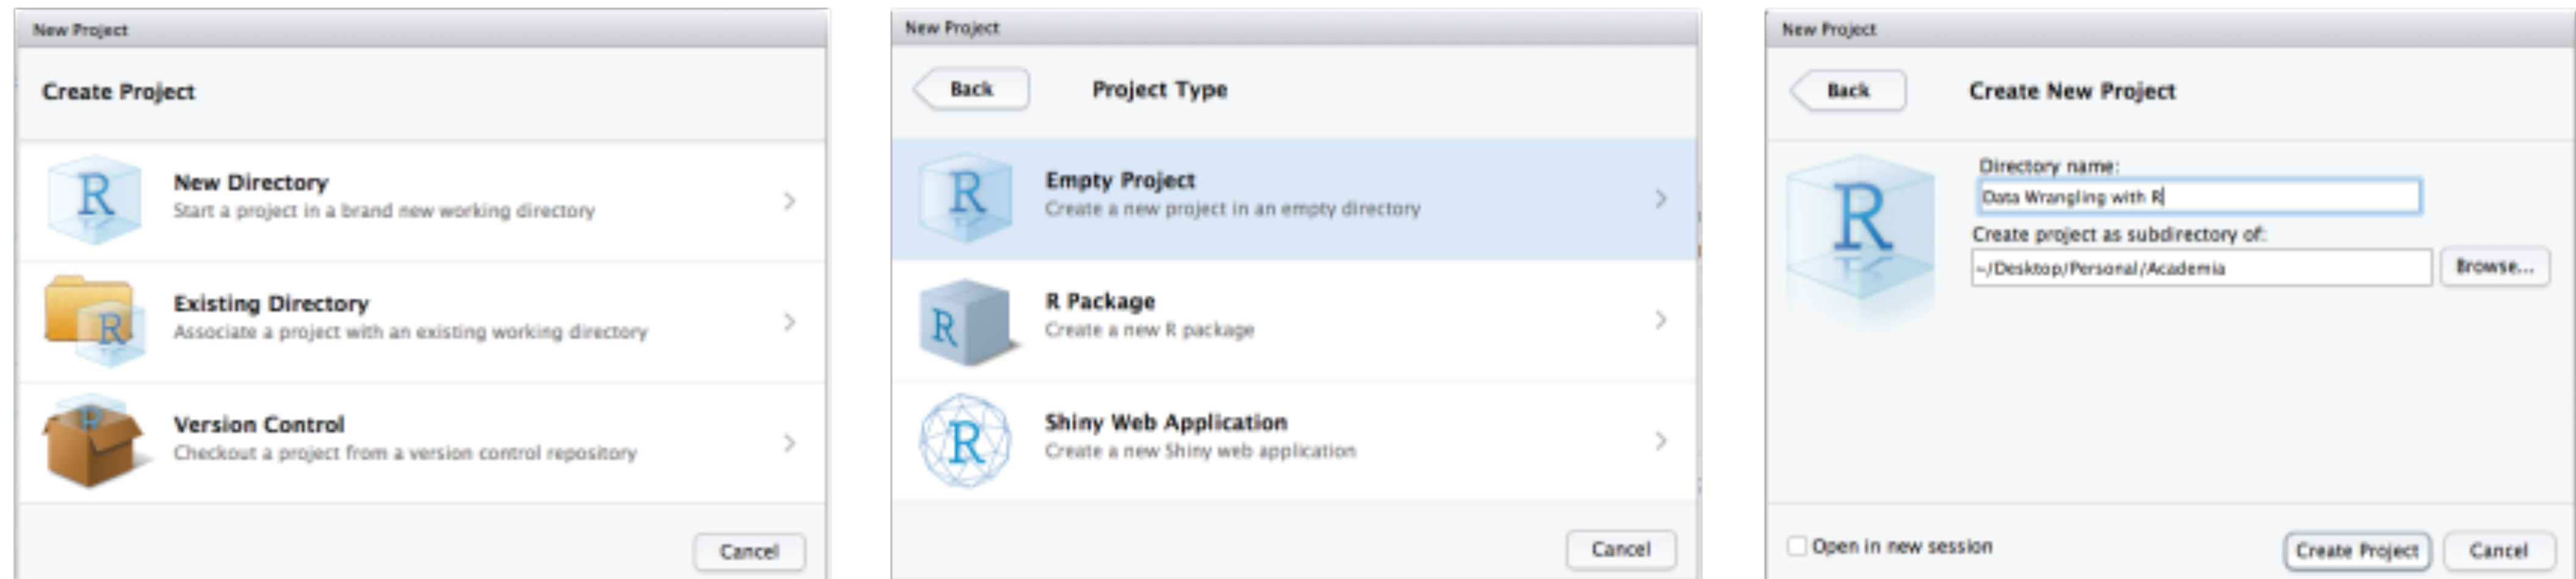 New Project
Create Project
R
New Directory
Start a project in a brand new working directory
R
Existing Directory
Associate a project with an existing working directory
R
Version Control
Checkout a project from a version control repository
Cancel
New Project
Back
Project Type
R
Empty Project
Create a new project in an empty directory
R
R Package
Create a new R package
R
Shiny Web Application
Create a new Shiny web application
Cancel
New Project
Back
Create New Project
R
Directory name:
Data Wrangling with R
Create project as subdirectory of:
~/Desktop/Personal/Academia
Browse...
Open in new session
Create Project
Cancel